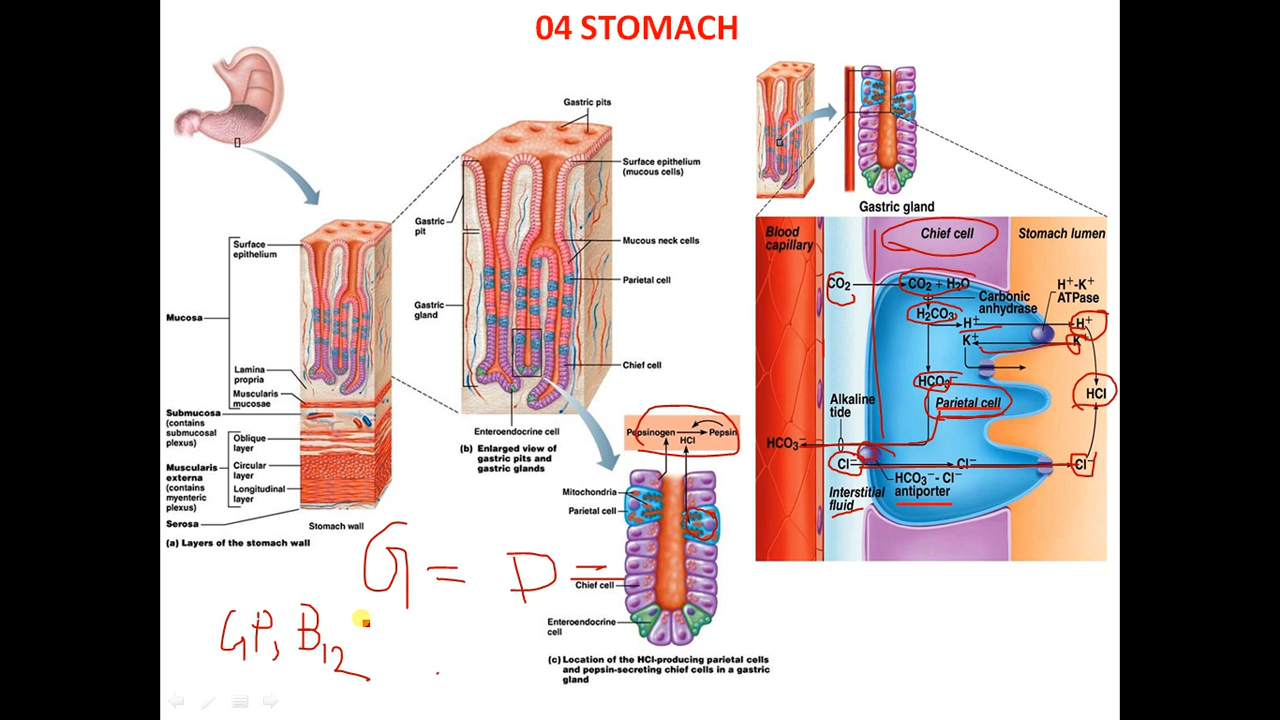 04 STOMACH
Gastric pits
Surface epithelium
(mucous cells)
Gastric
pit
Mucous neck cells
Parietal cell
Gastric
gland
Chief cell
Enteroendocrine cell
(b) Enlarged view of
gastric pits and
gastric glands
Surface
epithelium
Mucosa
Lamina
propria
Muscularis
mucosae
Submucosa
(contains
submucosal
plexus)
Oblique
layer
Muscularis
externa
(contains
myenteric
plexus)
Circular
layer
Longitudinal
layer
Serosa
Stomach wall
(a) Layers of the stomach wall
Pepsinogen
HCl
Pepsin
Mitochondria
Parietal cell
Chief cell
Enteroendocrine
cell
(c) Location of the HCl-producing parietal cells
and pepsin-secreting chief cells in a gastric
gland
Gastric gland
Blood
capillary
Chief cell
Stomach lumen
CO2
CO2 + H2O
Carbonic
anhydrase
H+-K+
ATPase
H2CO3
H+
H+
K+
K+
HCO3−
HCl
Alkaline
tide
Parietal cell
HCO3−
Cl−
Cl−
Cl−
HCO3−- Cl−
antiporter
Interstitial
fluid
G = D =
GP, B12